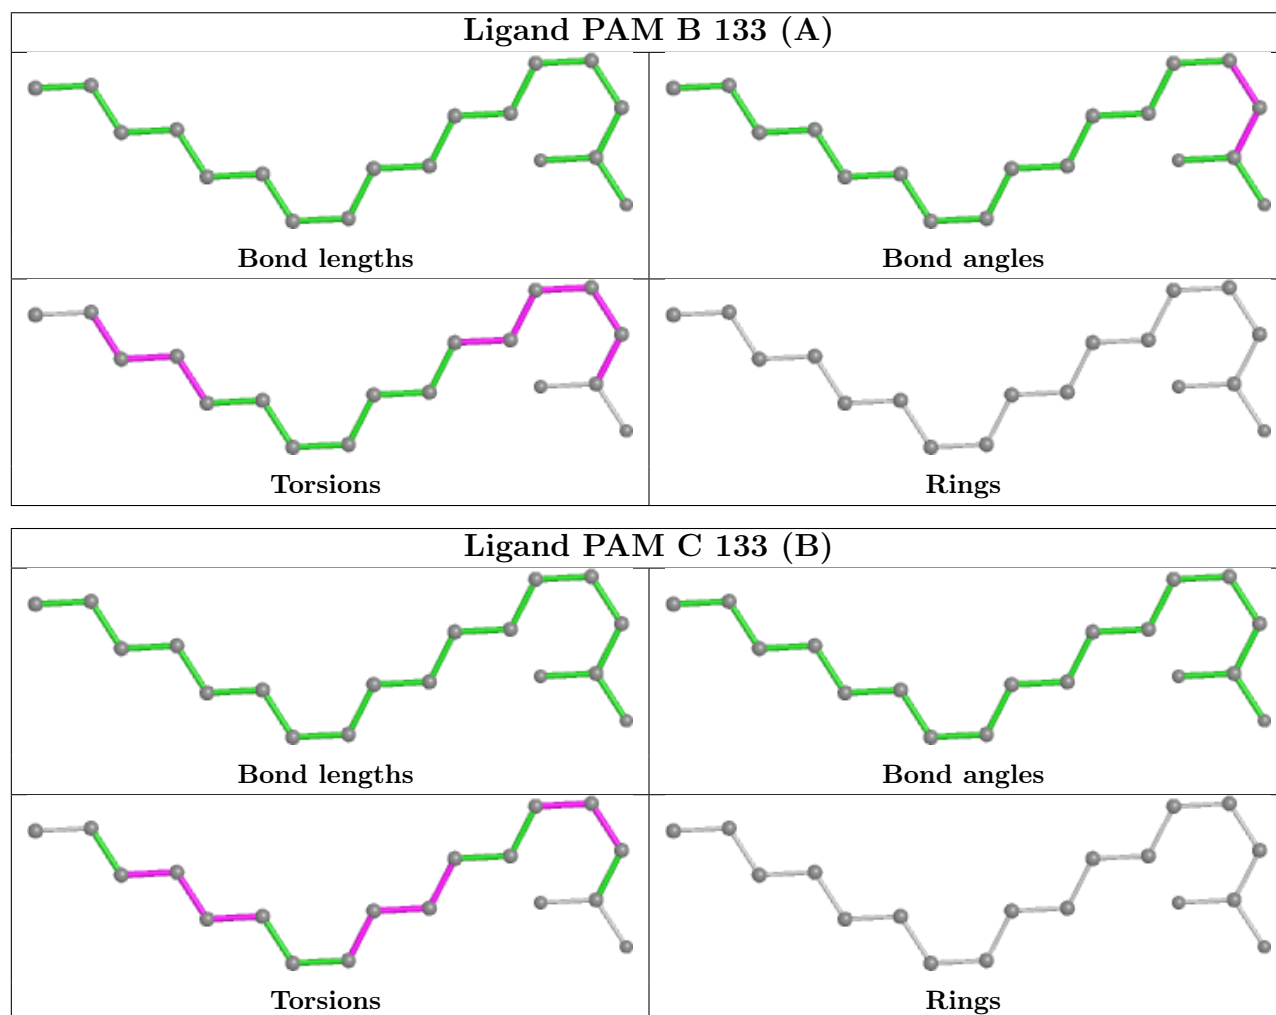 Ligand PAM B 133 (A)
Bond lengths
Bond angles
Torsions
Rings
Ligand PAM C 133 (B)
Bond lengths
Bond angles
Torsions
Rings